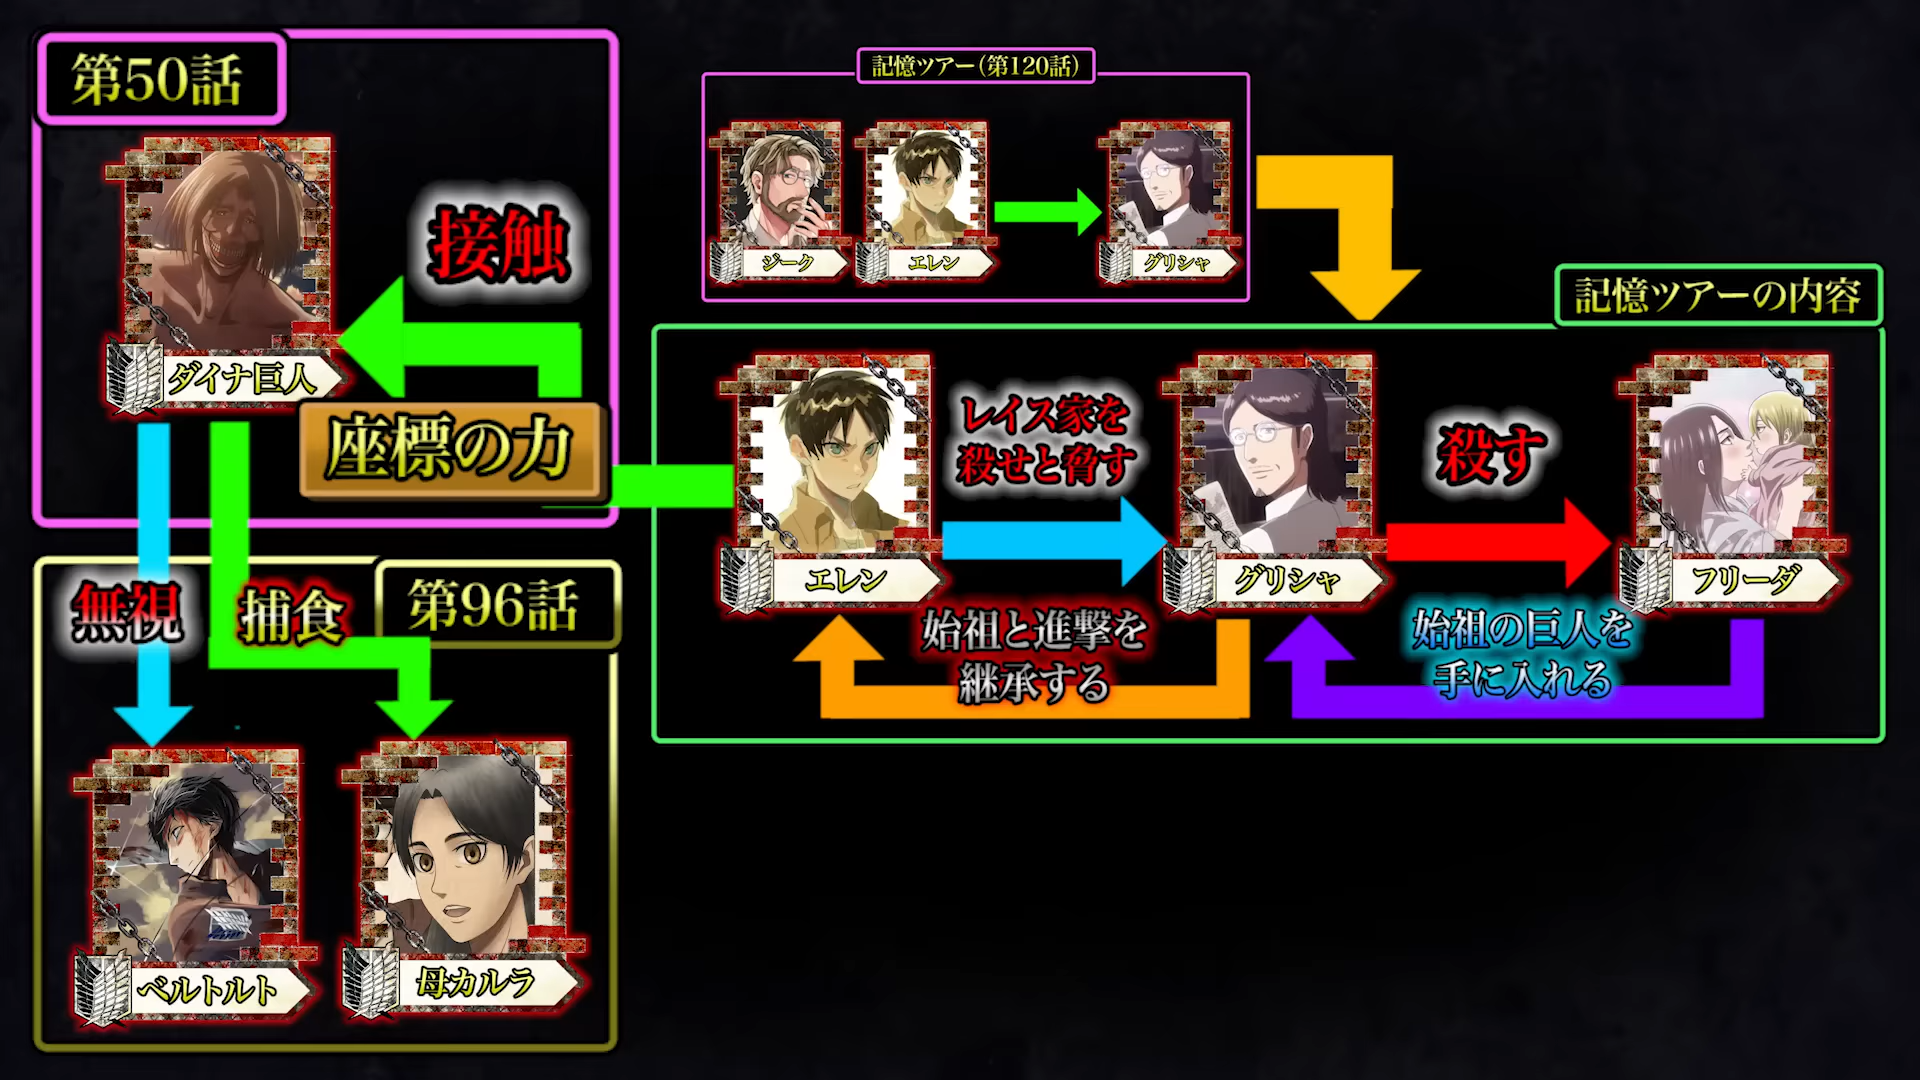 第50話
接触
ダイナ巨人
座標の力
無視
捕食
第96話
ベルトルト
母カルラ
記憶ツアー（第120話）
ジーク
エレン
グリシャ
記憶ツアーの内容
レイス家を
殺せと脅す
殺す
エレン
グリシャ
フリーダ
始祖と進撃を
継承する
始祖の巨人を
手に入れる